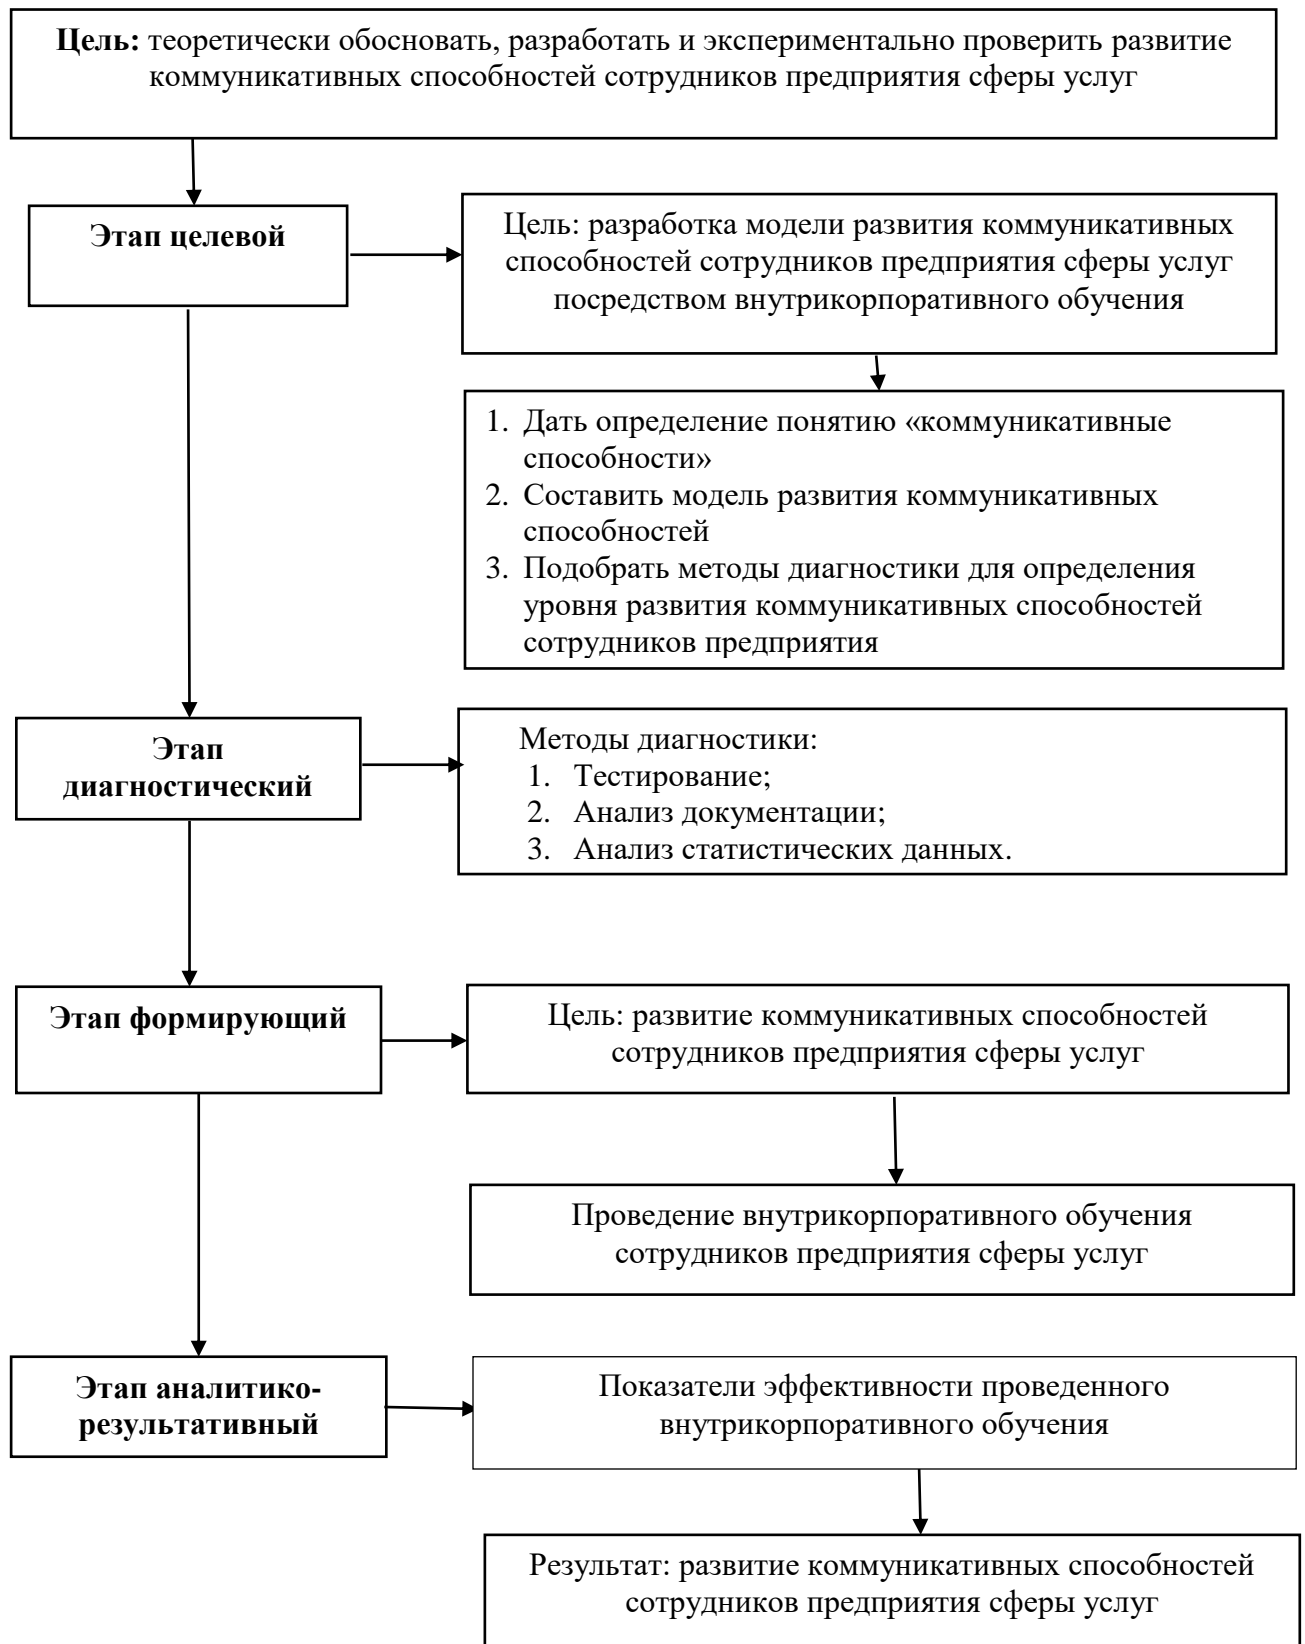 Цель: теоретически обосновать, разработать и экспериментально проверить развитие
коммуникативных способностей сотрудников предприятия сферы услуг
Этап целевой
Цель: разработка модели развития коммуникативных
способностей сотрудников предприятия сферы услуг
посредством внутрикорпоративного обучения
1. Дать определение понятию «коммуникативные
способности»
2. Составить модель развития коммуникативных
способностей
3. Подобрать методы диагностики для определения
уровня развития коммуникативных способностей
сотрудников предприятия
Этап
диагностический
Методы диагностики:
1. Тестирование;
2. Анализ документации;
3. Анализ статистических данных.
Этап формирующий
Цель: развитие коммуникативных способностей
сотрудников предприятия сферы услуг
Проведение внутрикорпоративного обучения
сотрудников предприятия сферы услуг
Этап аналитико-
результативный
Показатели эффективности проведенного
внутрикорпоративного обучения
Результат: развитие коммуникативных способностей
сотрудников предприятия сферы услуг